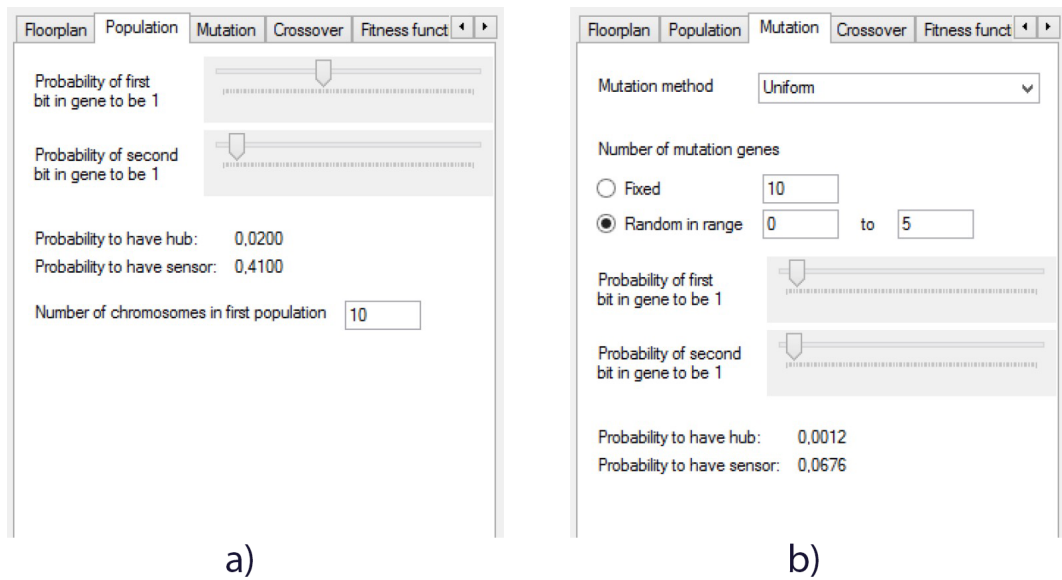 Floorplan Population Mutation Crossover Fitness funct
Probability of first
bit in gene to be 1
Probability of second
bit in gene to be 1
Probability to have hub: 0,0200
Probability to have sensor: 0,4100
Number of chromosomes in first population 10
a)
Floorplan Population Mutation Crossover Fitness funct
Mutation method Uniform
Number of mutation genes
Fixed 10
Random in range 0 to 5
Probability of first
bit in gene to be 1
Probability of second
bit in gene to be 1
Probability to have hub: 0,0012
Probability to have sensor: 0,0676
b)